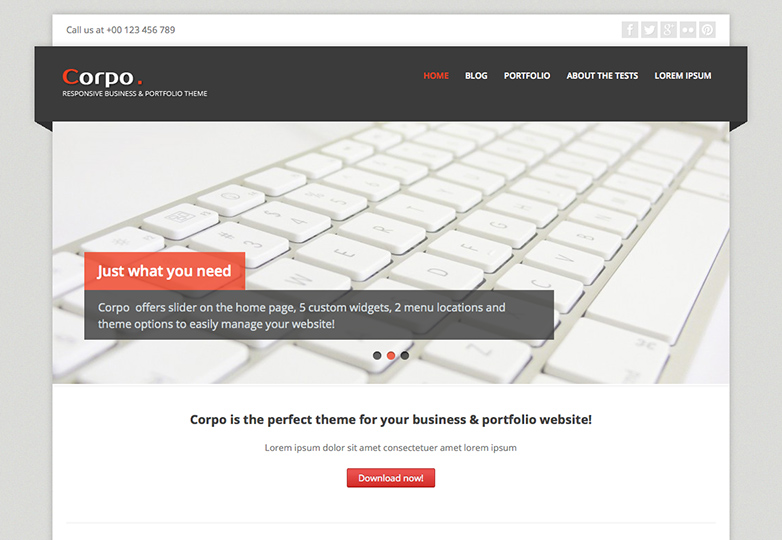 Call us at +00 123 456 789
Corpo.
RESPONSIVE BUSINESS & PORTFOLIO THEME
HOME BLOG PORTFOLIO ABOUT THE TESTS LOREM IPSUM
Just what you need
Corpo offers slider on the home page, 5 custom widgets, 2 menu locations and
theme options to easily manage your website!
Corpo is the perfect theme for your business & portfolio website!
Lorem ipsum dolor sit amet consectetuer amet lorem ipsum
Download now!